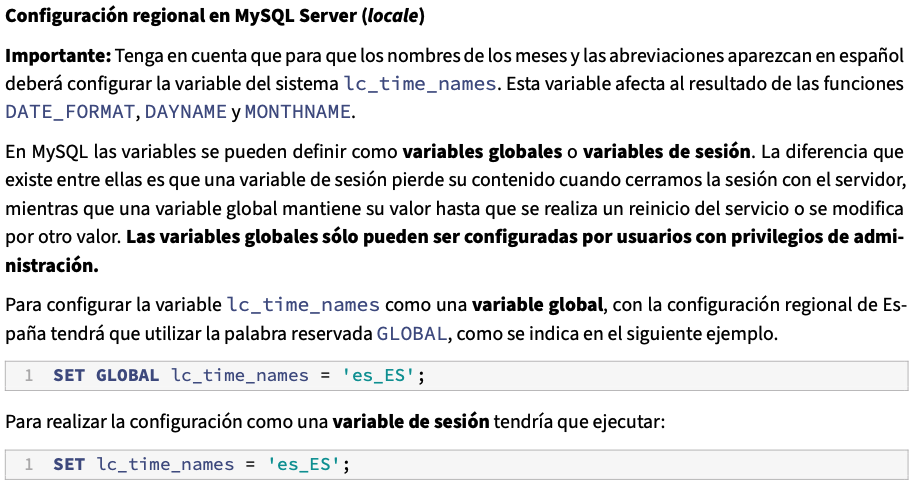 Configuración regional en MySQL Server (locale)
Importante: Tenga en cuenta que para que los nombres de los meses y las abreviaciones aparezcan en español
deberá configurar la variable del sistema lc_time_names. Esta variable afecta al resultado de las funciones
DATE_FORMAT, DAYNAME y MONTHNAME.
En MySQL las variables se pueden definir como variables globales o variables de sesión. La diferencia que
existe entre ellas es que una variable de sesión pierde su contenido cuando cerramos la sesión con el servidor,
mientras que una variable global mantiene su valor hasta que se realiza un reinicio del servicio o se modifica
por otro valor. Las variables globales sólo pueden ser configuradas por usuarios con privilegios de admi-
nistración.
Para configurar la variable lc_time_names como una variable global, con la configuración regional de Es-
paña tendrá que utilizar la palabra reservada GLOBAL, como se indica en el siguiente ejemplo.
1 SET GLOBAL lc_time_names = 'es_ES';
Para realizar la configuración como una variable de sesión tendría que ejecutar:
1 SET lc_time_names = 'es_ES';